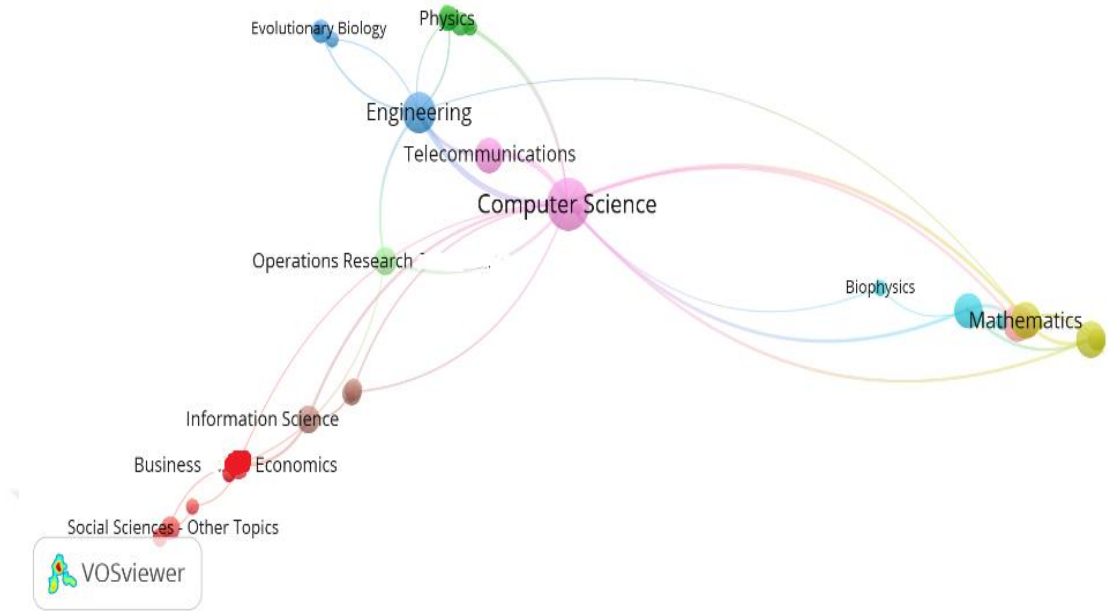 Physics
Evolutionary Biology
Engineering
Telecommunications
Computer Science
Operations Research
Biophysics
Mathematics
Information Science
Business Economics
Social Sciences - Other Topics
VOSviewer